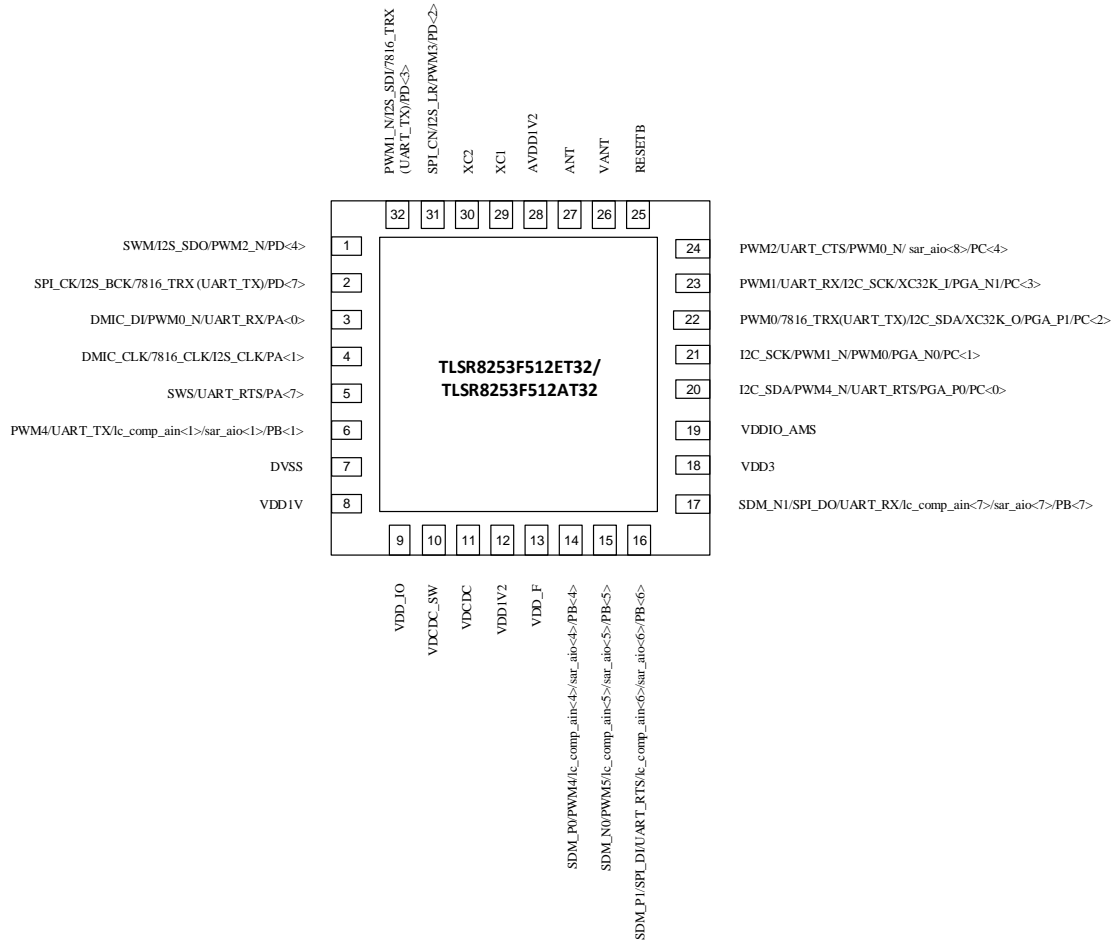 PWM1_N/I2S_SDI/7816_TRX
(UART_TX)/PD<3>
SPI_CN/I2S_LR/PWM3/PD<2>
XC2
XC1
AVDD1V2
ANT
VANT
RESETB
32
31
30
29
28
27
26
25
SWM/I2S_SDO/PWM2_N/PD<4>
1
SPI_CK/I2S_BCK/7816_TRX (UART_TX)/PD<7>
2
DMIC_DI/PWM0_N/UART_RX/PA<0>
3
DMIC_CLK/7816_CLK/I2S_CLK/PA<1>
4
SWS/UART_RTS/PA<7>
5
PWM4/UART_TX/lc_comp_ain<1>/sar_aio<1>/PB<1>
6
DVSS
7
VDD1V
8
TLSR8253F512ET32/
TLSR8253F512AT32
24
PWM2/UART_CTS/PWM0_N/ sar_aio<8>/PC<4>
23
PWM1/UART_RX/I2C_SCK/XC32K_I/PGA_N1/PC<3>
22
PWM0/7816_TRX(UART_TX)/I2C_SDA/XC32K_O/PGA_P1/PC<2>
21
I2C_SCK/PWM1_N/PWM0/PGA_N0/PC<1>
20
I2C_SDA/PWM4_N/UART_RTS/PGA_P0/PC<0>
19
VDDIO_AMS
18
VDD3
17
SDM_N1/SPI_DO/UART_RX/lc_comp_ain<7>/sar_aio<7>/PB<7>
9
10
11
12
13
14
15
16
VDD_IO
VDCDC_SW
VDCDC
VDD1V2
VDD_F
SDM_P0/PWM4/lc_comp_ain<4>/sar_aio<4>/PB<4>
SDM_N0/PWM5/lc_comp_ain<5>/sar_aio<5>/PB<5>
SDM_P1/SPI_DI/UART_RTS/lc_comp_ain<6>/sar_aio<6>/PB<6>